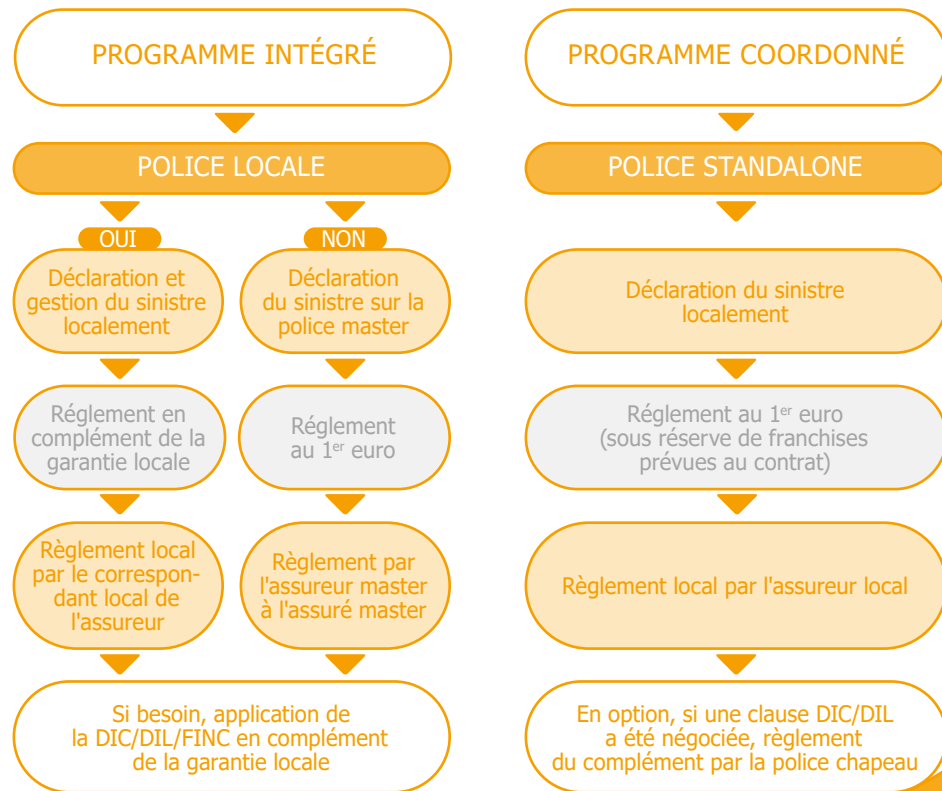 PROGRAMME INTÉGRÉ
POLICE LOCALE
OUI
Déclaration et
gestion du sinistre
localement
Réglement en
complément de la
garantie locale
Règlement local
par le correspon-
dant local de
l'assureur
NON
Déclaration
du sinistre sur la
police master
Réglement
au 1er euro
Règlement par
l'assureur master
à l'assuré master
Si besoin, application de
la DIC/DIL/FINC en complément
de la garantie locale
PROGRAMME COORDONNÉ
POLICE STANDALONE
Déclaration du sinistre
localement
Réglement au 1er euro
(sous réserve de franchises
prévues au contrat)
Règlement local par l'assureur local
En option, si une clause DIC/DIL
a été négociée, règlement
du complément par la police chapeau